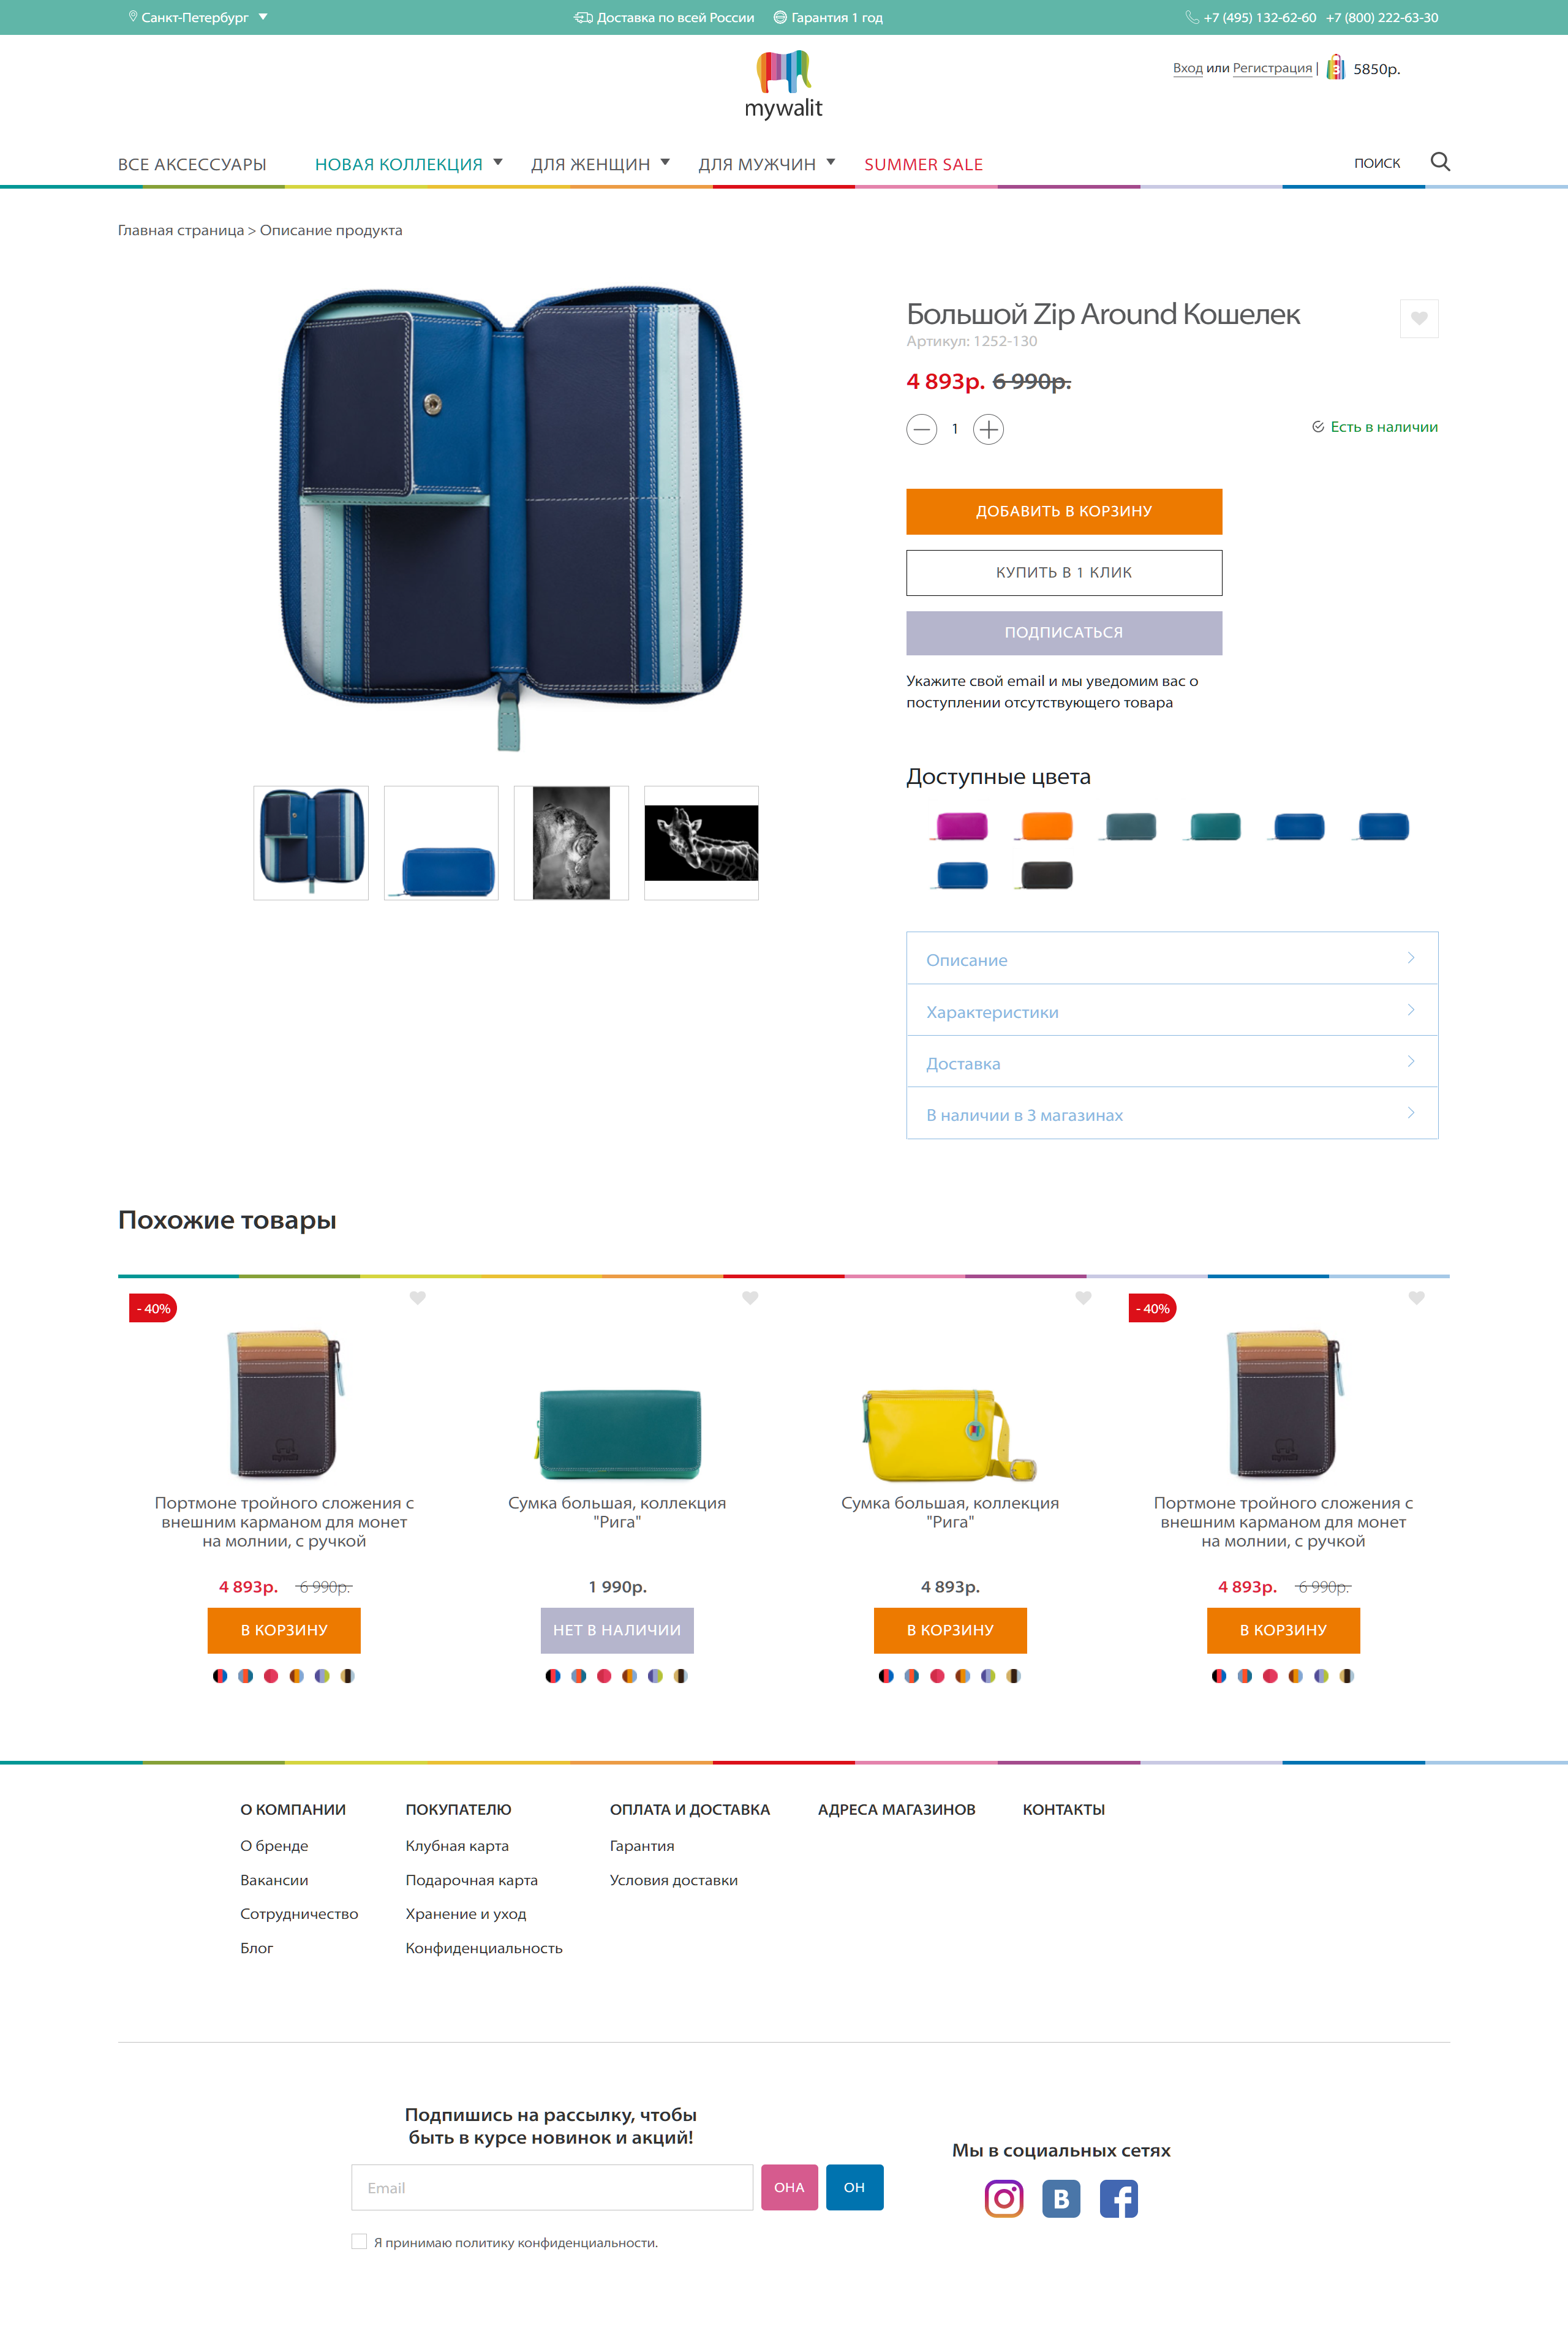 Санкт-Петербург
Доставка по всей России
Гарантия 1 год
+7 (495) 132-62-60 +7 (800) 222-63-30
mywalit
Вход или Регистрация |
3
5850р.
ВСЕ АКСЕССУАРЫ
НОВАЯ КОЛЛЕКЦИЯ
ДЛЯ ЖЕНЩИН
ДЛЯ МУЖЧИН
SUMMER SALE
ПОИСК
Главная страница > Описание продукта
Большой Zip Around Кошелек
Артикул: 1252-130
4 893р. 6 990р.
1
Есть в наличии
ДОБАВИТЬ В КОРЗИНУ
КУПИТЬ В 1 КЛИК
ПОДПИСАТЬСЯ
Укажите свой email и мы уведомим вас о
поступлении отсутствующего товара
Доступные цвета
Описание
Характеристики
Доставка
В наличии в 3 магазинах
Похожие товары
- 40%
mywalit
Портмоне тройного сложения с
внешним карманом для монет
на молнии, с ручкой
4 893р. 6 990р.
В КОРЗИНУ
Сумка большая, коллекция
"Рига"
1 990р.
НЕТ В НАЛИЧИИ
Сумка большая, коллекция
"Рига"
4 893р.
В КОРЗИНУ
- 40%
mywalit
Портмоне тройного сложения с
внешним карманом для монет
на молнии, с ручкой
4 893р. 6 990р.
В КОРЗИНУ
О КОМПАНИИ
О бренде
Вакансии
Сотрудничество
Блог
ПОКУПАТЕЛЮ
Клубная карта
Подарочная карта
Хранение и уход
Конфиденциальность
ОПЛАТА И ДОСТАВКА
Гарантия
Условия доставки
АДРЕСА МАГАЗИНОВ
КОНТАКТЫ
Подпишись на рассылку, чтобы
быть в курсе новинок и акций!
Email
ОНА
ОН
Я принимаю политику конфиденциальности.
Мы в социальных сетях